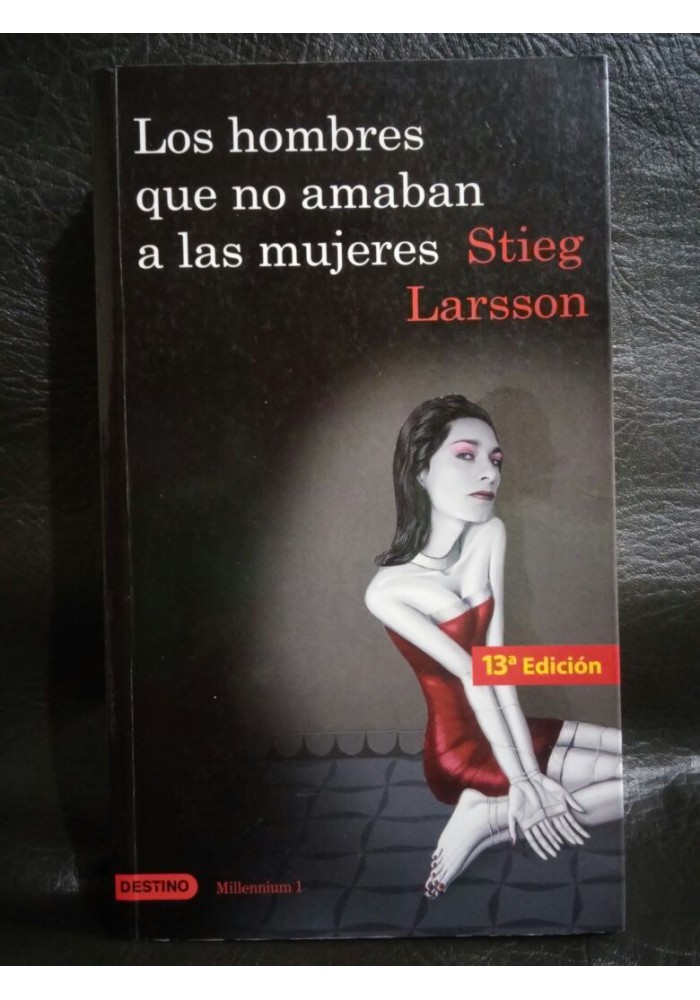 Los hombres
que no amaban
a las mujeres Stieg
Larsson
13ª Edición
DESTINO Millennium 1